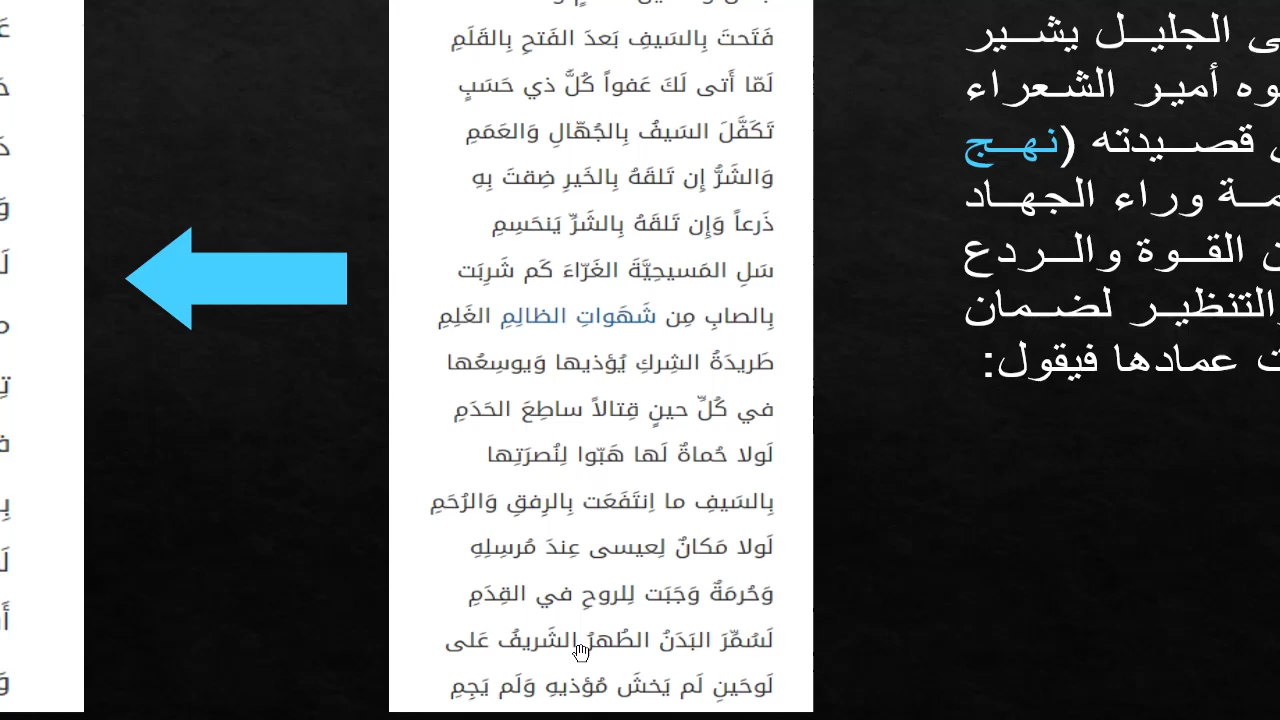 ى الجليل يشير
وه أمير الشعراء
قصيدته (نهج
مة وراء الجهاد
ن القوة والردع
التنظير لضمان
ت عمادها فيقول:
فَتَحتَ بِالسَيفِ بَعدَ الفَتحِ بِالقَلَمِ
لَمّا أَتى لَكَ عَفواً كُلُّ ذي حَسَبٍ
تَكَفَّلَ السَيفُ بِالجُهّالِ وَالعَمَمِ
وَالشَرُّ إِن تَلقَهُ بِالخَيرِ ضِقتَ بِهِ
ذَرعاً وَإِن تَلقَهُ بِالشَرِّ يَنحَسِمِ
سَلِ المَسيحِيَّةَ الغَرّاءَ كَم شَرِبَت
بِالصابِ مِن شَهَواتِ الظالِمِ الغَلِمِ
طَريدَةُ الشِركِ يُؤذيها وَيوسِعُها
في كُلِّ حينٍ قِتالاً ساطِعَ الحَدَمِ
لَولا حُماةٌ لَها هَبّوا لِنُصرَتِها
بِالسَيفِ ما اِنتَفَعَت بِالرِفقِ وَالرُحَمِ
لَولا مَكانٌ لِعيسى عِندَ مُرسِلِهِ
وَحُرمَةٌ وَجَبَت لِلروحِ في القِدَمِ
لَسُمِّرَ البَدَنُ الطُهرُ الشَريفُ عَلى
لَوحَينِ لَم يَخشَ مُؤذيهِ وَلَم يَجِمِ